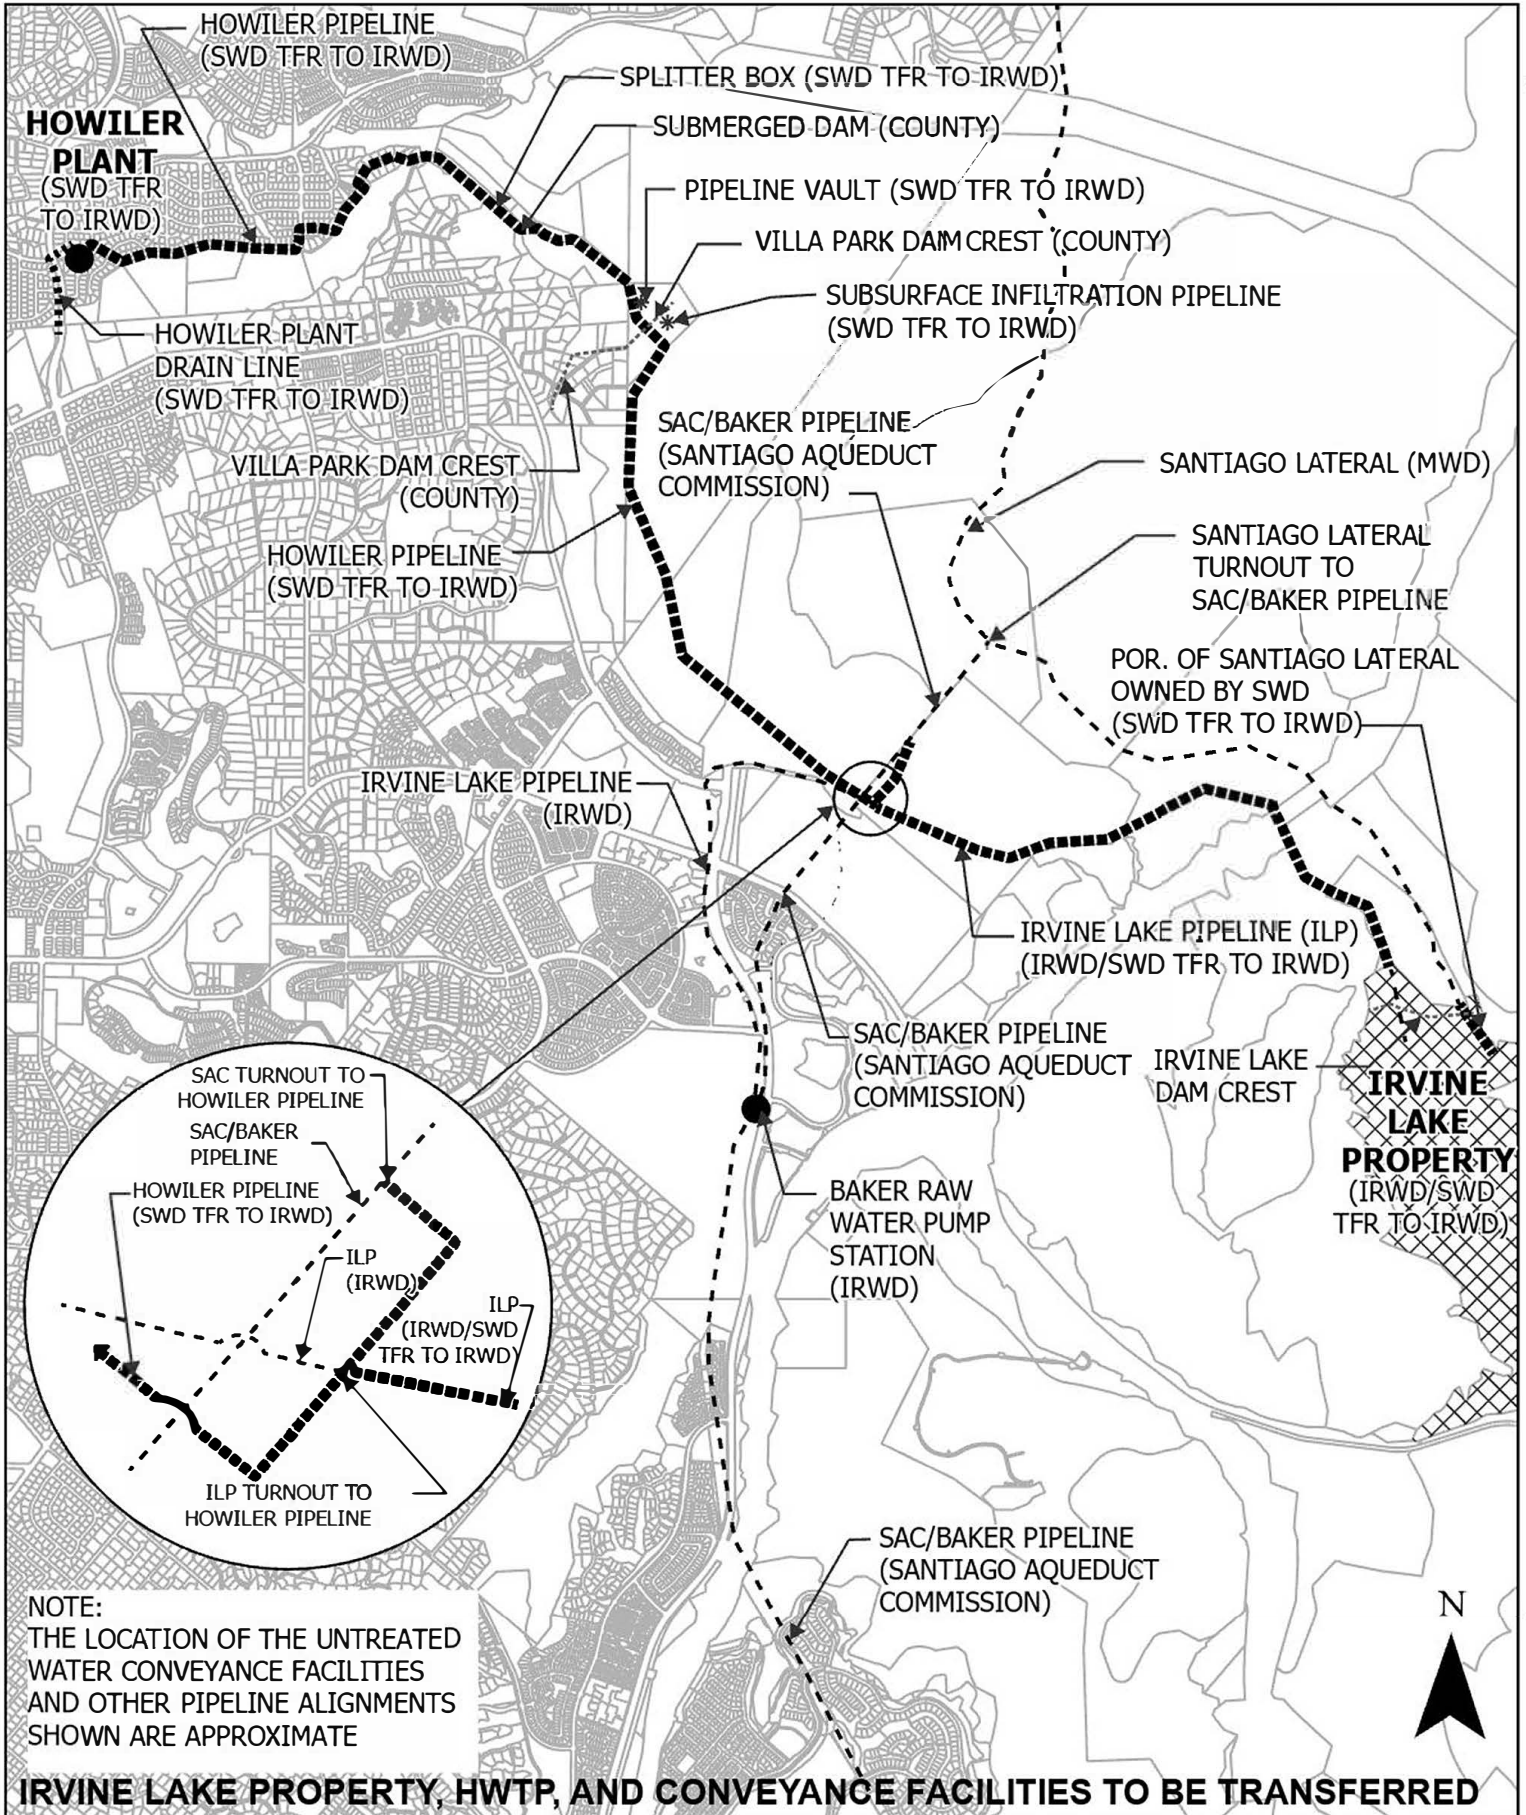 HOWILER PIPELINE
(SWD TFR TO IRWD)
SPLITTER BOX (SWD TFR TO IRWD)
SUBMERGED DAM (COUNTY)
HOWILER
PLANT
(SWD TFR
TO IRWD)
PIPELINE VAULT (SWD TFR TO IRWD)
VILLA PARK DAM CREST (COUNTY)
SUBSURFACE INFILTRATION PIPELINE
(SWD TFR TO IRWD)
HOWILER PLANT
DRAIN LINE
(SWD TFR TO IRWD)
SAC/BAKER PIPELINE
(SANTIAGO AQUEDUCT
COMMISSION)
VILLA PARK DAM CREST
(COUNTY)
SANTIAGO LATERAL (MWD)
HOWILER PIPELINE
(SWD TFR TO IRWD)
SANTIAGO LATERAL
TURNOUT TO
SAC/BAKER PIPELINE
POR. OF SANTIAGO LATERAL
OWNED BY SWD
(SWD TFR TO IRWD)
IRVINE LAKE PIPELINE
(IRWD)
IRVINE LAKE PIPELINE (ILP)
(IRWD/SWD TFR TO IRWD)
SAC/BAKER PIPELINE
(SANTIAGO AQUEDUCT
COMMISSION)
IRVINE LAKE
DAM CREST
IRVINE
LAKE
PROPERTY
(IRWD/SWD
TFR TO IRWD)
SAC TURNOUT TO
HOWILER PIPELINE
SAC/BAKER
PIPELINE
HOWILER PIPELINE
(SWD TFR TO IRWD)
ILP
(IRWD)
ILP
(IRWD/SWD
TFR TO IRWD)
ILP TURNOUT TO
HOWILER PIPELINE
BAKER RAW
WATER PUMP
STATION
(IRWD)
SAC/BAKER PIPELINE
(SANTIAGO AQUEDUCT
COMMISSION)
N
NOTE:
THE LOCATION OF THE UNTREATED
WATER CONVEYANCE FACILITIES
AND OTHER PIPELINE ALIGNMENTS
SHOWN ARE APPROXIMATE
IRVINE LAKE PROPERTY, HWTP, AND CONVEYANCE FACILITIES TO BE TRANSFERRED